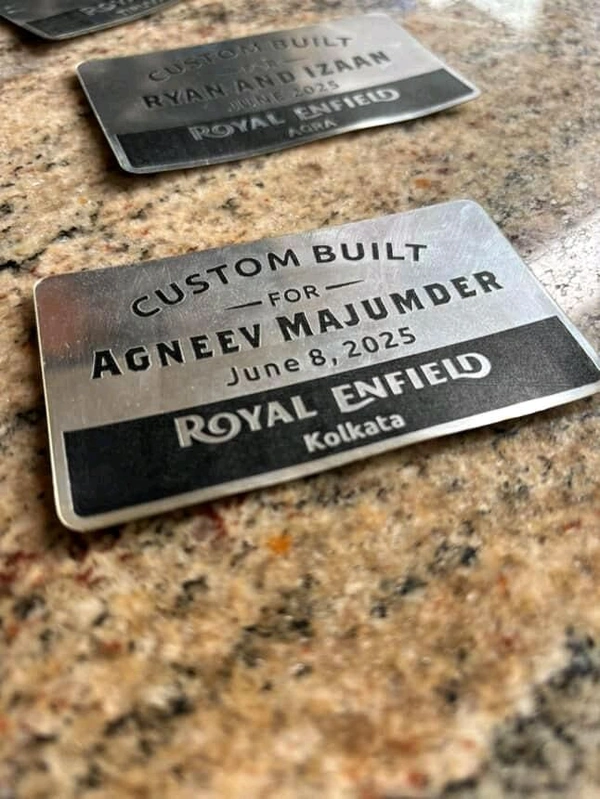 CUSTOM BUILT
RYAN AND IZAAN
JUNE 2025
ROYAL ENFIELD
AGRA
CUSTOM BUILT
— FOR —
AGNEEV MAJUMDER
June 8, 2025
ROYAL ENFIELD
Kolkata